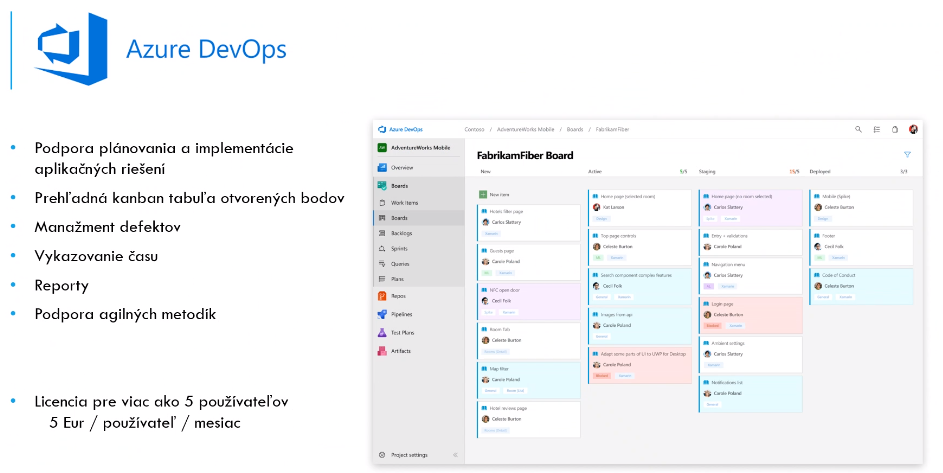 Azure DevOps
Podpora plánovania a implementácie
aplikačných riešení
Prehľadná kanban tabuľa otvorených bodov
Manažment defektov
Vykazovanie času
Reporty
Podpora agilných metodík
Licencia pre viac ako 5 používateľov
5 Eur / používateľ / mesiac
Azure DevOps
Contoso / AdventureWorks Mobile / Boards / FabrikamFiber
AdventureWorks Mobile
Overview
Boards
Work Items
Boards
Backlogs
Sprints
Queries
Plans
Repos
Pipelines
Test Plans
Artifacts
Project settings
FabrikamFiber Board
New
New item
Hotels filter page
Carlos Slattery
Guests page
Carole Poland
NFC open door
Cecil Folk
Room lists
Celeste Burton
Map filter
Carole Poland
Hotel reviews page
Celeste Burton
Active
5/5
Home page (selected room)
Kat Larson
Top page controls
Celeste Burton
Search component complex features
Cecil Folk
Images from api
Carole Poland
Adapt some parts of UI to UWP for Desktop
Carole Poland
Staging
Home page (no room selected)
Carlos Slattery
Entry + validations
Carole Poland
Navigation menu
Carlos Slattery
Login page
Celeste Burton
Ambient settings
Carlos Slattery
Notifications list
Carole Poland
Deployed
3/3
Mobile (Splite)
Celeste Burton
Footer
Cecil Folk
Code of Conduct
Celeste Burton